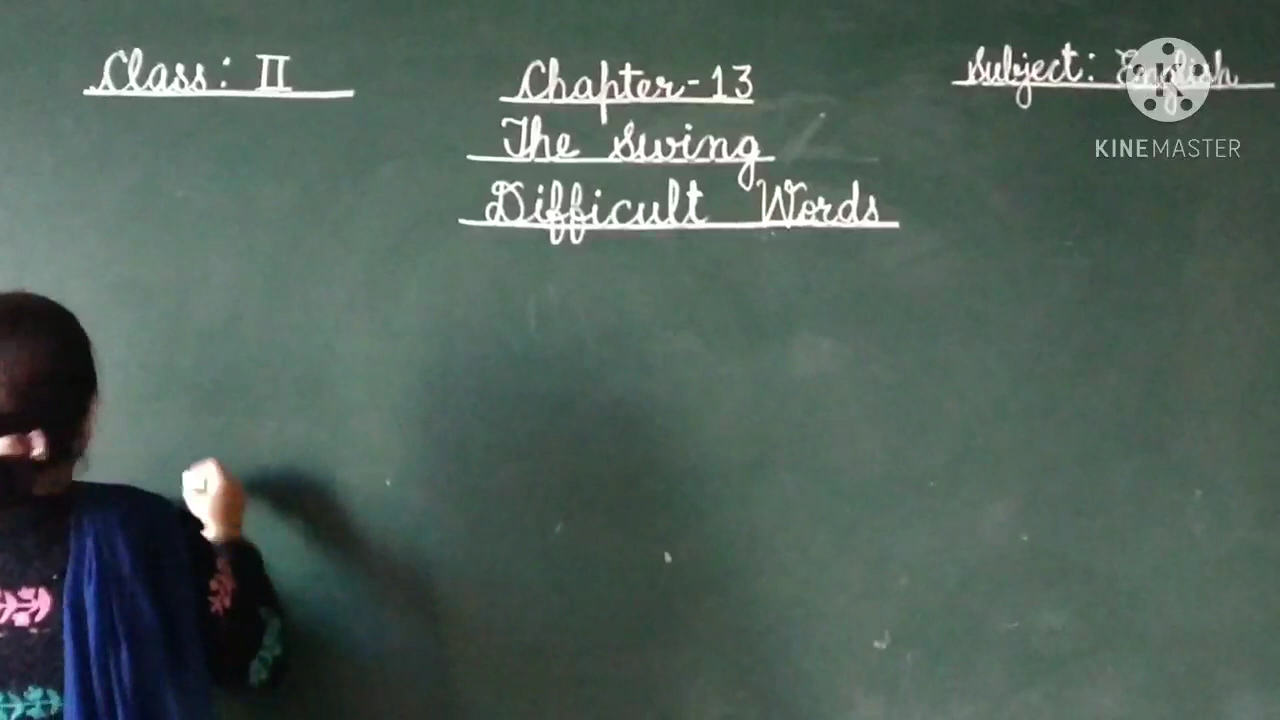 Class: II
Chapter-13
Subject: English
The Swing
Difficult Words
KINEMASTER